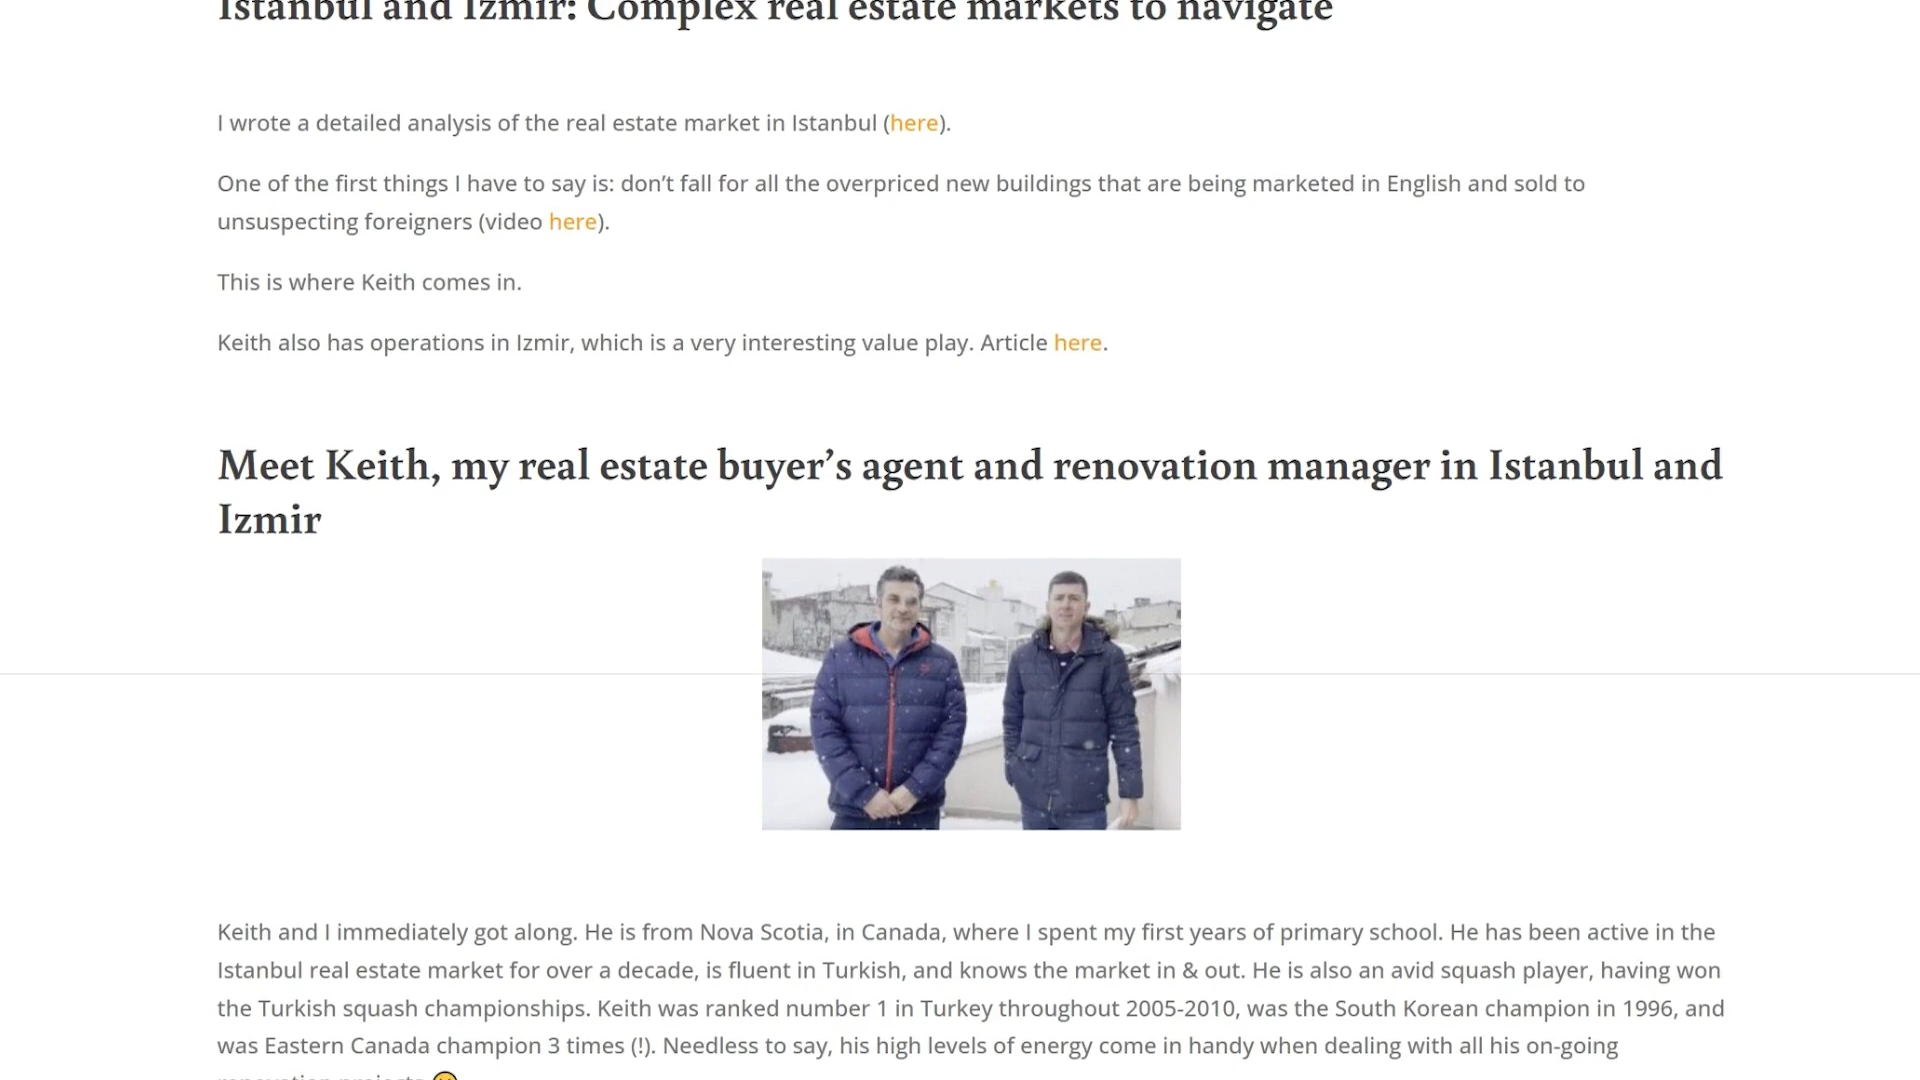 Istanbul and Izmir: Complex real estate markets to navigate
I wrote a detailed analysis of the real estate market in Istanbul (here).
One of the first things I have to say is: don’t fall for all the overpriced new buildings that are being marketed in English and sold to
unsuspecting foreigners (video here).
This is where Keith comes in.
Keith also has operations in Izmir, which is a very interesting value play. Article here.
Meet Keith, my real estate buyer’s agent and renovation manager in Istanbul and
Izmir
Keith and I immediately got along. He is from Nova Scotia, in Canada, where I spent my first years of primary school. He has been active in the
Istanbul real estate market for over a decade, is fluent in Turkish, and knows the market in & out. He is also an avid squash player, having won
the Turkish squash championships. Keith was ranked number 1 in Turkey throughout 2005-2010, was the South Korean champion in 1996, and
was Eastern Canada champion 3 times (!). Needless to say, his high levels of energy come in handy when dealing with all his on-going
renovation projects